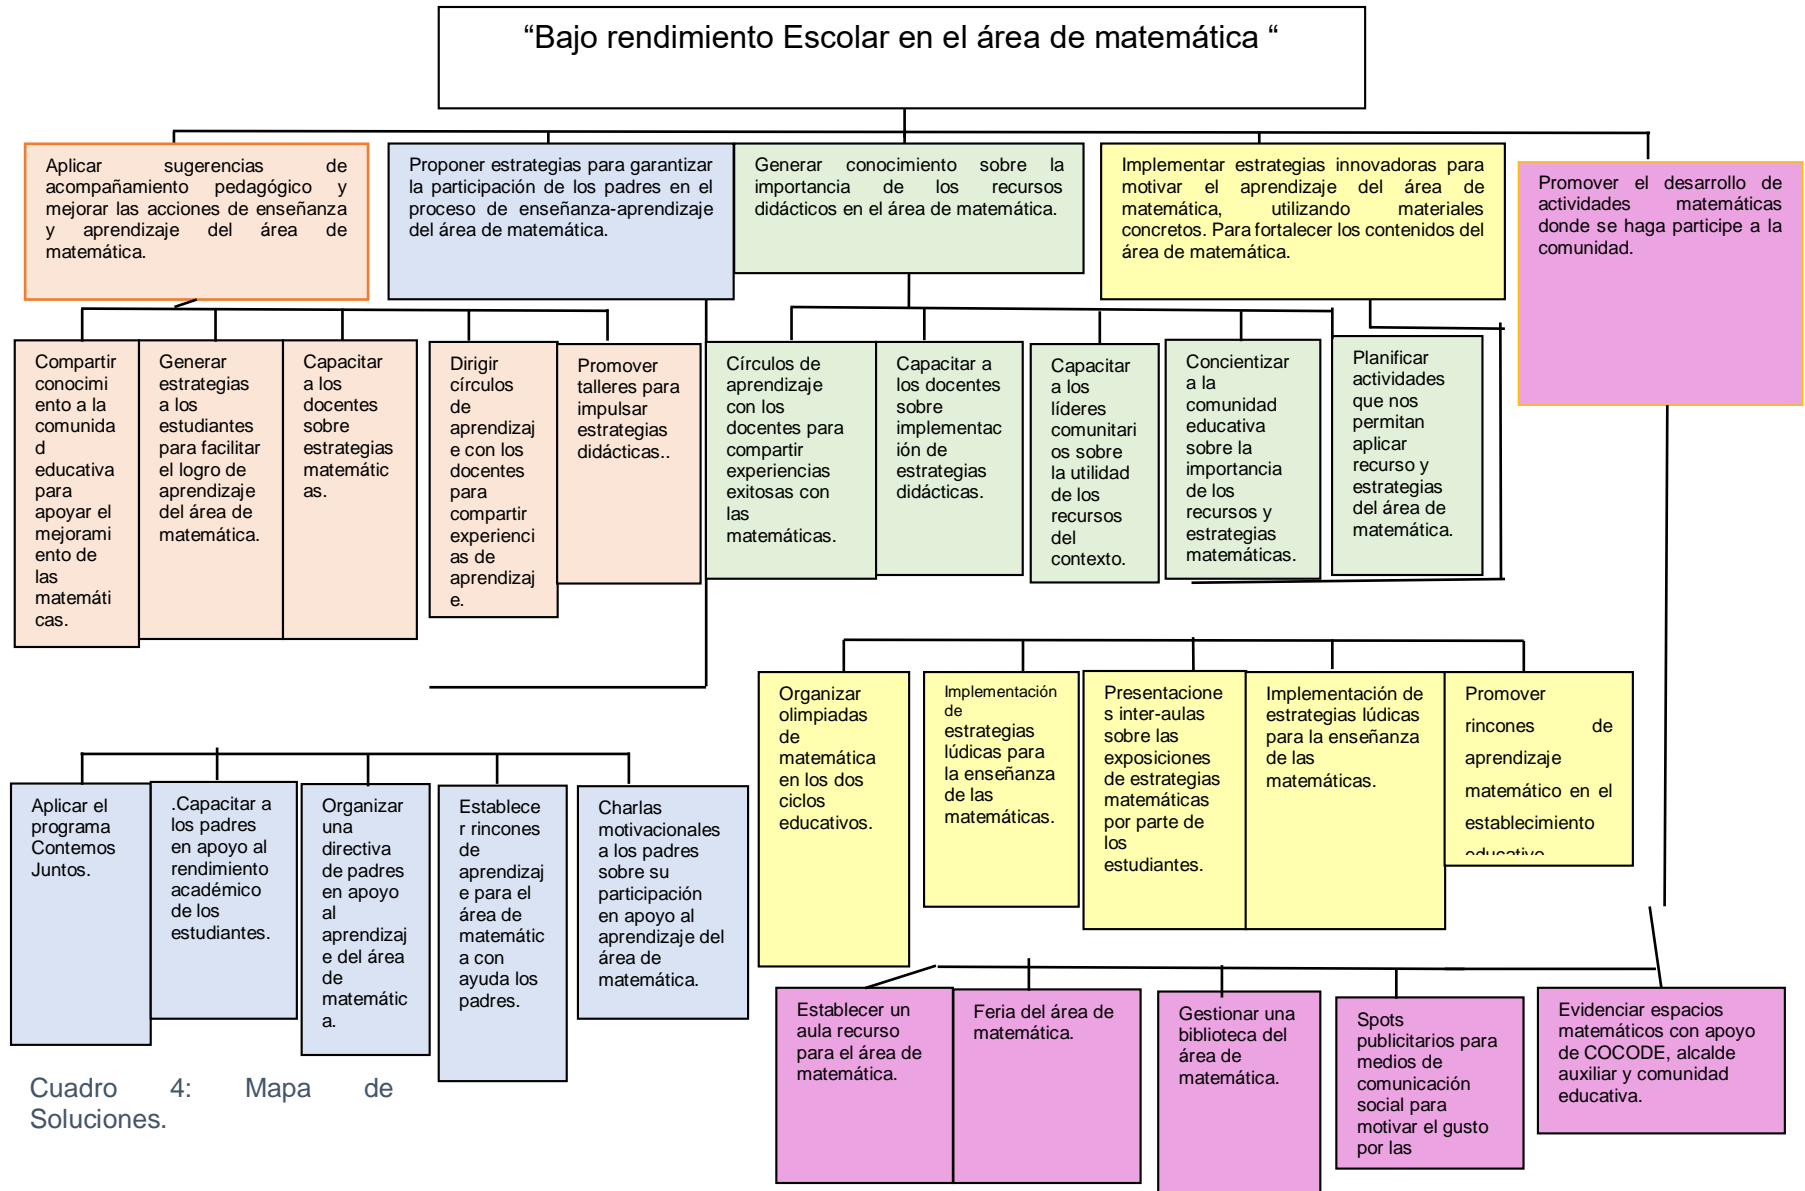 “Bajo rendimiento Escolar en el área de matemática “
Aplicar sugerencias de
acompañamiento pedagógico y
mejorar las acciones de enseñanza
y aprendizaje del área de
matemática.
Proponer estrategias para garantizar
la participación de los padres en el
proceso de enseñanza-aprendizaje
del área de matemática.
Generar conocimiento sobre la
importancia de los recursos
didácticos en el área de matemática.
Implementar estrategias innovadoras para
motivar el aprendizaje del área de
matemática, utilizando materiales
concretos. Para fortalecer los contenidos del
área de matemática.
Promover el desarrollo de
actividades matemáticas
donde se haga participe a la
comunidad.
Compartir
conocimi
ento a la
comunida
d
educativa
para
apoyar el
mejorami
ento de
las
matemáti
cas.
Generar
estrategias
a los
estudiantes
para facilitar
el logro de
aprendizaje
del área de
matemática.
Capacitar
a los
docentes
sobre
estrategias
matemátic
as.
Dirigir
círculos
de
aprendizaj
e con los
docentes
para
compartir
experienci
as de
aprendizaj
e.
Promover
talleres para
impulsar
estrategias
didácticas..
Círculos de
aprendizaje
con los
docentes para
compartir
experiencias
exitosas con
las
matemáticas.
Capacitar a
los docentes
sobre
implementac
ión de
estrategias
didácticas.
Capacitar
a los
líderes
comunitari
os sobre
la utilidad
de los
recursos
del
contexto.
Concientizar
a la
comunidad
educativa
sobre la
importancia
de los
recursos y
estrategias
matemáticas.
Planificar
actividades
que nos
permitan
aplicar
recurso y
estrategias
del área de
matemática.
Organizar
olimpiadas
de
matemática
en los dos
ciclos
educativos.
Implementación
de
estrategias
lúdicas para
la enseñanza
de las
matemáticas.
Presentacione
s inter-aulas
sobre las
exposiciones
de estrategias
matemáticas
por parte de
los
estudiantes.
Implementación de
estrategias lúdicas
para la enseñanza
de las
matemáticas.
Promover
rincones de
aprendizaje
matemático en el
establecimiento
educativo
Aplicar el
programa
Contemos
Juntos.
.Capacitar a
los padres
en apoyo al
rendimiento
académico
de los
estudiantes.
Organizar
una
directiva
de padres
en apoyo
al
aprendizaj
e del área
de
matemátic
a.
Establece
r rincones
de
aprendizaj
e para el
área de
matemátic
a con
ayuda los
padres.
Charlas
motivacionales
a los padres
sobre su
participación
en apoyo al
aprendizaje del
área de
matemática.
Establecer un
aula recurso
para el área de
matemática.
Feria del área de
matemática.
Gestionar una
biblioteca del
área de
matemática.
Spots
publicitarios para
medios de
comunicación
social para
motivar el gusto
por las
Evidenciar espacios
matemáticos con apoyo
de COCODE, alcalde
auxiliar y comunidad
educativa.
Cuadro 4: Mapa de
Soluciones.